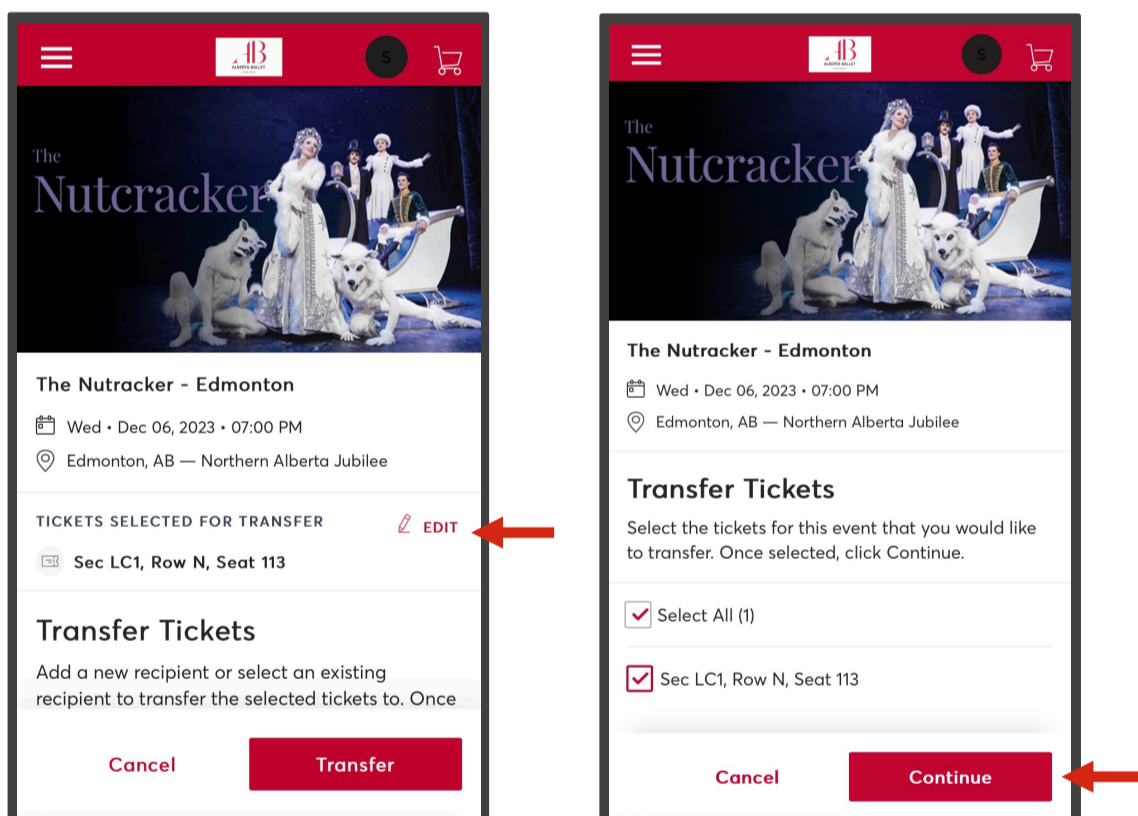 AB
ALBERTA BALLET
S
The
Nutcracker
The Nutracker - Edmonton
Wed • Dec 06, 2023 • 07:00 PM
Edmonton, AB — Northern Alberta Jubilee
TICKETS SELECTED FOR TRANSFER
EDIT
Sec LC1, Row N, Seat 113
Transfer Tickets
Add a new recipient or select an existing
recipient to transfer the selected tickets to. Once
Cancel
Transfer
AB
ALBERTA BALLET
S
The
Nutcracker
The Nutracker - Edmonton
Wed • Dec 06, 2023 • 07:00 PM
Edmonton, AB — Northern Alberta Jubilee
Transfer Tickets
Select the tickets for this event that you would like
to transfer. Once selected, click Continue.
Select All (1)
Sec LC1, Row N, Seat 113
Cancel
Continue